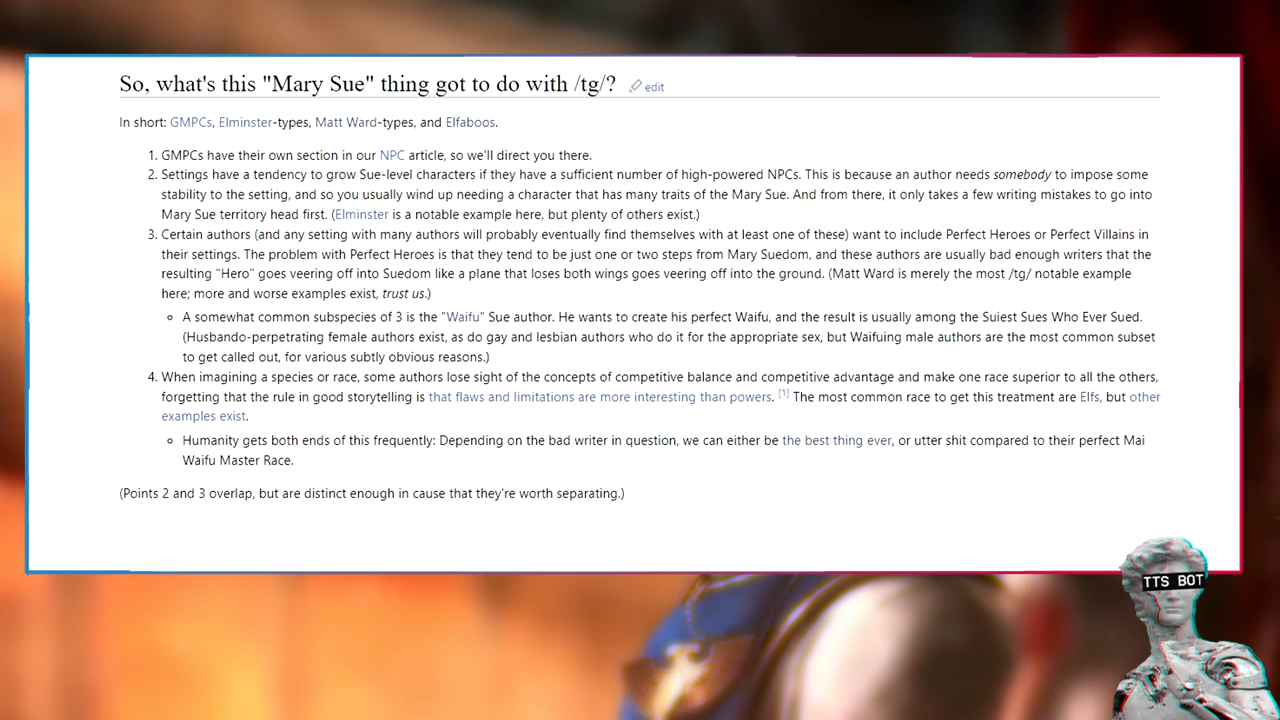 So, what's this "Mary Sue" thing got to do with /tg/? edit
In short: GMPCs, Elminster-types, Matt Ward-types, and Elfaboos.
1. GMPCs have their own section in our NPC article, so we'll direct you there.
2. Settings have a tendency to grow Sue-level characters if they have a sufficient number of high-powered NPCs. This is because an author needs somebody to impose some
stability to the setting, and so you usually wind up needing a character that has many traits of the Mary Sue. And from there, it only takes a few writing mistakes to go into
Mary Sue territory head first. (Elminster is a notable example here, but plenty of others exist.)
3. Certain authors (and any setting with many authors will probably eventually find themselves with at least one of these) want to include Perfect Heroes or Perfect Villains in
their settings. The problem with Perfect Heroes is that they tend to be just one or two steps from Mary Suedom, and these authors are usually bad enough writers that the
resulting "Hero" goes veering off into Suedom like a plane that loses both wings goes veering off into the ground. (Matt Ward is merely the most /tg/ notable example
here; more and worse examples exist, trust us.)
A somewhat common subspecies of 3 is the "Waifu" Sue author. He wants to create his perfect Waifu, and the result is usually among the Suiest Sues Who Ever Sued.
(Husbando-perpetrating female authors exist, as do gay and lesbian authors who do it for the appropriate sex, but Waifuing male authors are the most common subset
to get called out, for various subtly obvious reasons.)
4. When imagining a species or race, some authors lose sight of the concepts of competitive balance and competitive advantage and make one race superior to all the others,
forgetting that the rule in good storytelling is that flaws and limitations are more interesting than powers. [1] The most common race to get this treatment are Elfs, but other
examples exist.
Humanity gets both ends of this frequently: Depending on the bad writer in question, we can either be the best thing ever, or utter shit compared to their perfect Mai
Waifu Master Race.
(Points 2 and 3 overlap, but are distinct enough in cause that they're worth separating.)
TTS BOT